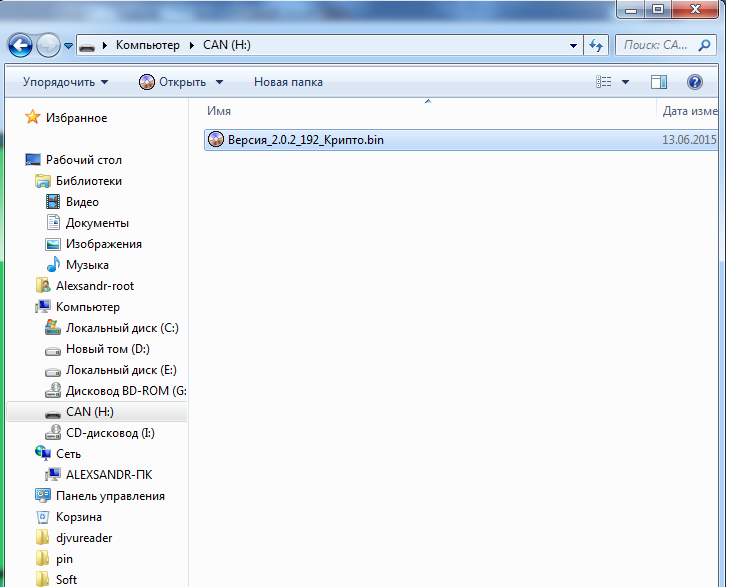 Компьютер CAN (H:)
Поиск: CA...
Упорядочить Открыть Новая папка
Избранное
Рабочий стол
Библиотеки
Видео
Документы
Изображения
Музыка
Alexsandr-root
Компьютер
Локальный диск (C:)
Новый том (D:)
Локальный диск (E:)
Дисковод BD-ROM (G:
CAN (H:)
CD-дисковод (I:)
Сеть
ALEXSANDR-ПК
Панель управления
Корзина
djvureader
pin
Soft
Имя Дата изме
Версия_2.0.2_192_Крипто.bin 13.06.2015